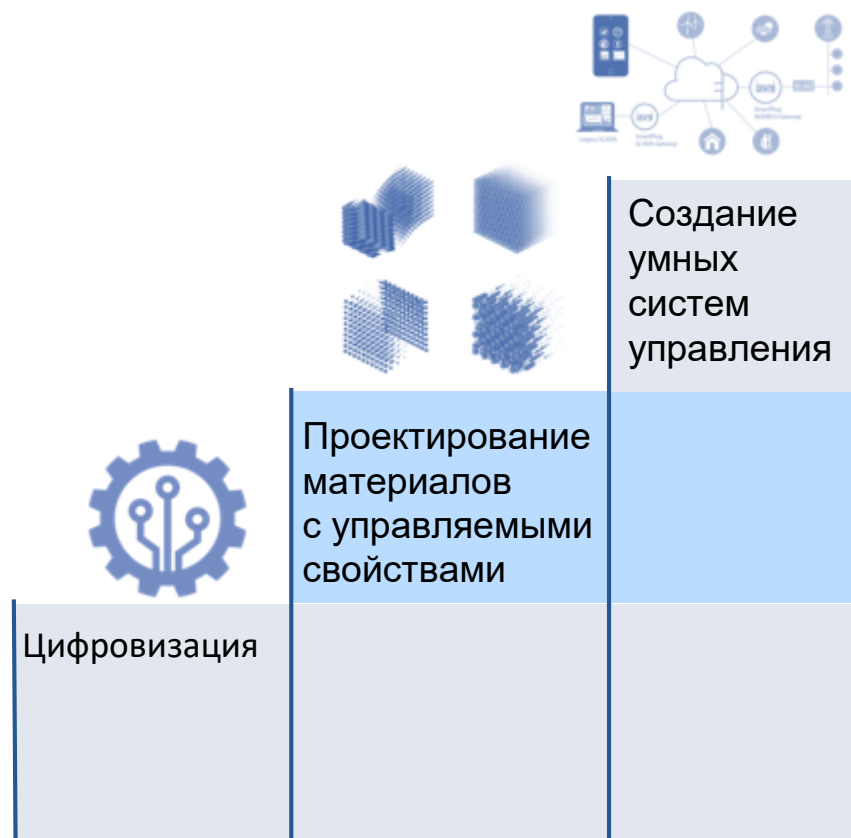 Создание
умных
систем
управления
Проектирование
материалов
с управляемыми
свойствами
Цифровизация